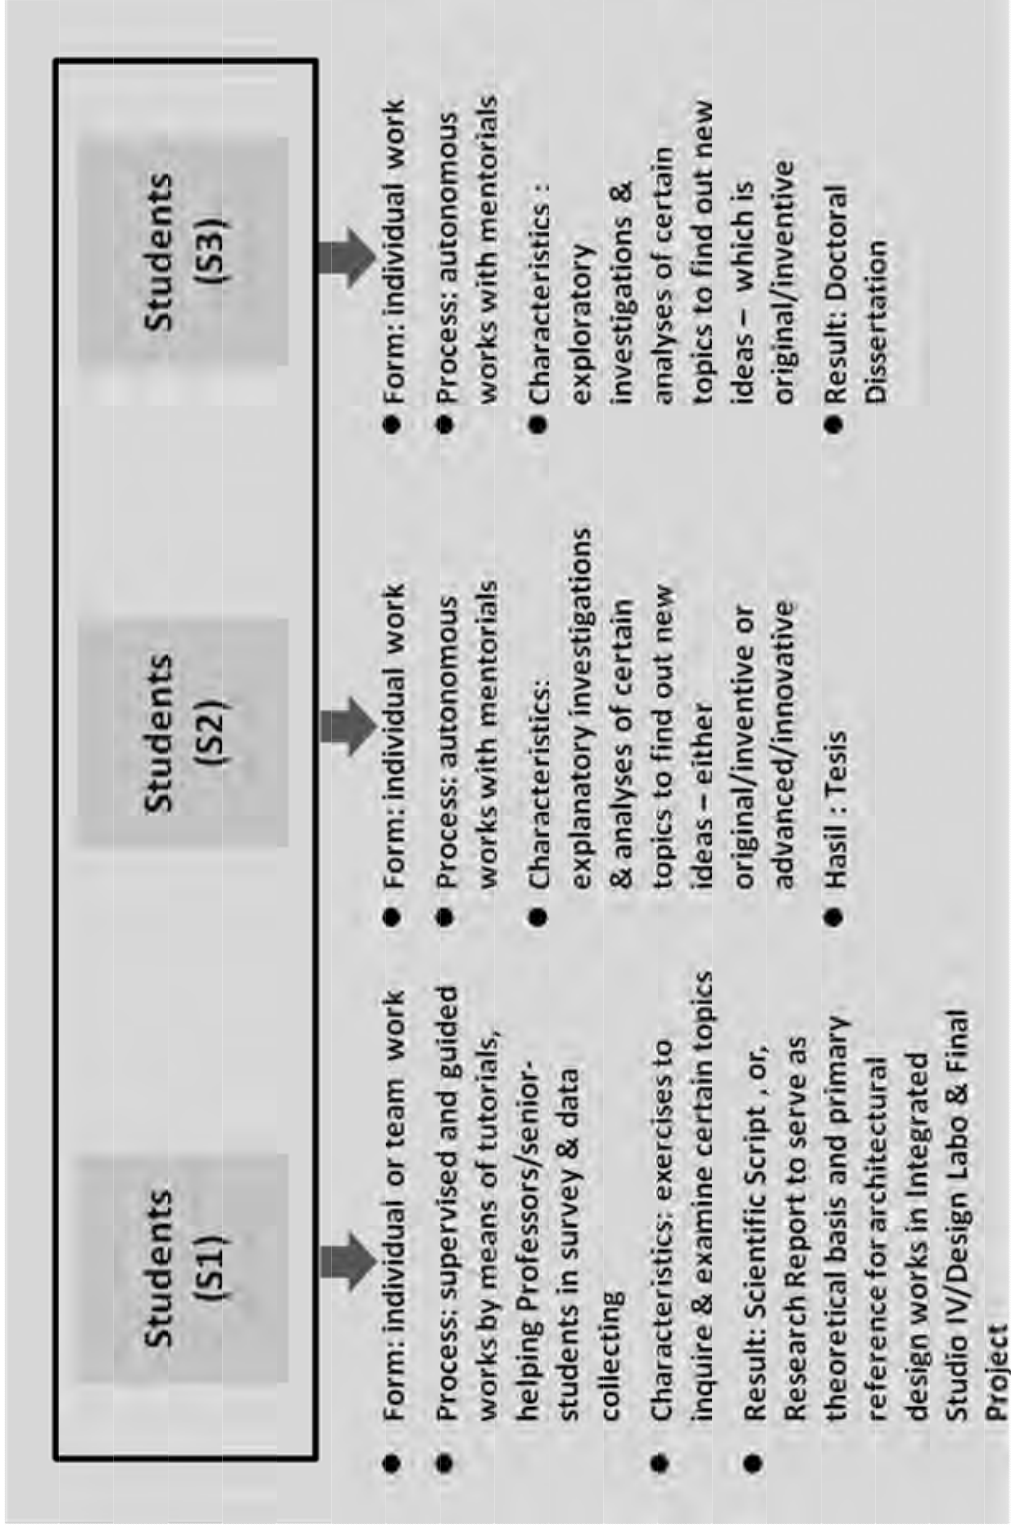 Students
(S1)
Students
(S2)
Students
(S3)
● Form: individual or team work
● Process: supervised and guided
works by means of tutorials,
helping Professors/senior-
students in survey & data
collecting
● Characteristics: exercises to
inquire & examine certain topics
● Result: Scientific Script , or,
Research Report to serve as
theoretical basis and primary
reference for architectural
design works in Integrated
Studio IV/Design Labo & Final
Project
● Form: individual work
● Process: autonomous
works with mentorials
● Characteristics:
explanatory investigations
& analyses of certain
topics to find out new
ideas – either
original/inventive or
advanced/innovative
● Hasil : Tesis
● Form: individual work
● Process: autonomous
works with mentorials
● Characteristics :
exploratory
investigations &
analyses of certain
topics to find out new
ideas – which is
original/inventive
● Result: Doctoral
Dissertation